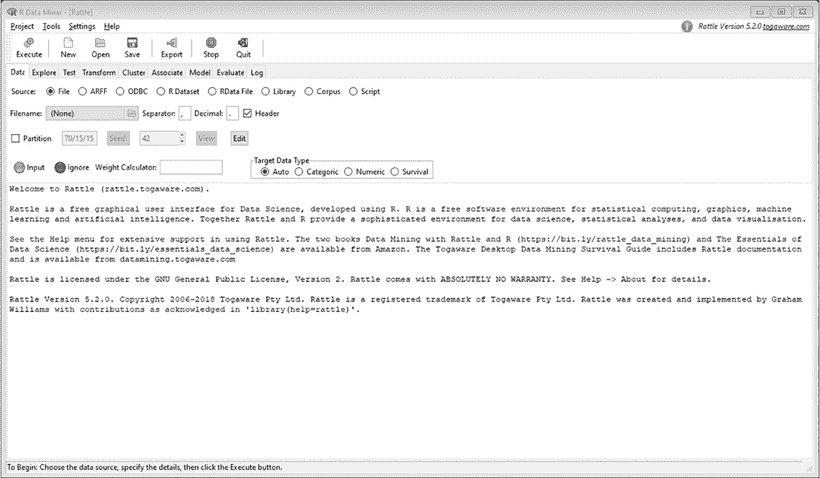 R Data Miner - [Rattle]
Project Tools Settings Help
Rattle Version 5.2.0 togaware.com
Execute New Open Save Export Stop Quit
Data Explore Test Transform Cluster Associate Model Evaluate Log
Source: File ARFF ODBC R Dataset RData File Library Corpus Script
Filename: (None) Separator: , Decimal: . Header
Partition 70/15/15 Seed: 42 View Edit
Target Data Type
Input Ignore Weight Calculator: Auto Categoric Numeric Survival
Welcome to Rattle (rattle.togaware.com).
Rattle is a free graphical user interface for Data Science, developed using R. R is a free software environment for statistical computing, graphics, machine
learning and artificial intelligence. Together Rattle and R provide a sophisticated environment for data science, statistical analyses, and data visualisation.
See the Help menu for extensive support in using Rattle. The two books Data Mining with Rattle and R (https://bit.ly/rattle_data_mining) and The Essentials of
Data Science (https://bit.ly/essentials_data_science) are available from Amazon. The Togaware Desktop Data Mining Survival Guide includes Rattle documentation
and is available from datamining.togaware.com
Rattle is licensed under the GNU General Public License, Version 2. Rattle comes with ABSOLUTELY NO WARRANTY. See Help -> About for details.
Rattle Version 5.2.0. Copyright 2006-2018 Togaware Pty Ltd. Rattle is a registered trademark of Togaware Pty Ltd. Rattle was created and implemented by Graham
Williams with contributions as acknowledged in 'library(help=rattle)'.
To Begin: Choose the data source, specify the details, then click the Execute button.